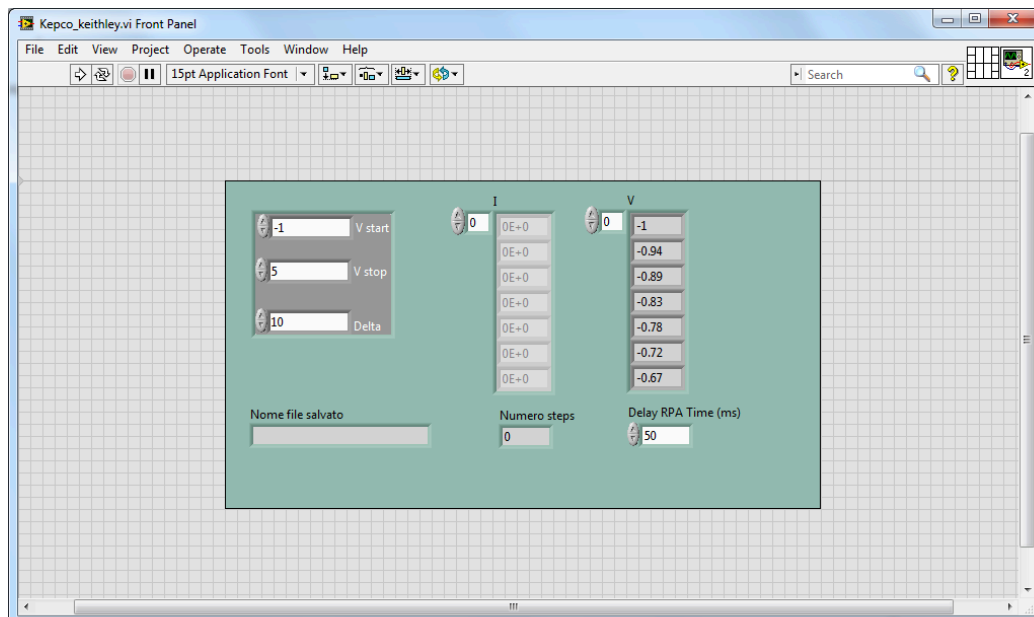 Kepco_keithley.vi Front Panel
File Edit View Project Operate Tools Window Help
15pt Application Font
Search
2
I V
-1 V start
0
0E+0
0
-1
0E+0
-0.94
5 V stop
0E+0
-0.89
0E+0
-0.83
10 Delta
0E+0
-0.78
0E+0
-0.72
0E+0
-0.67
Nome file salvato
Numero steps
0
Delay RPA Time (ms)
50